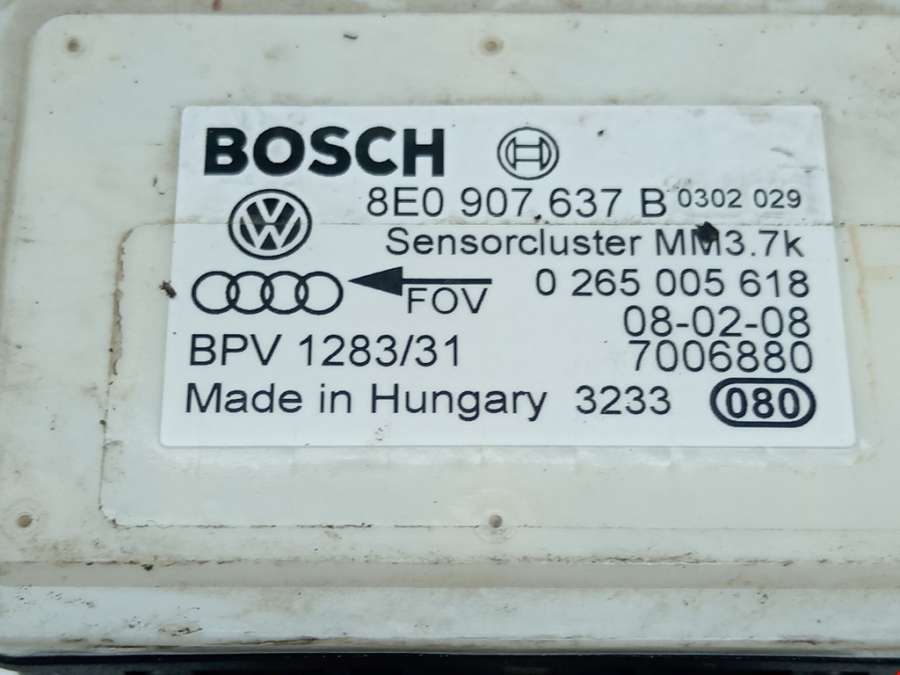 BOSCH
8E0 907.637 B 0302 029
Sensorcluster MM3.7k
FOV 0 265 005 618
08-02-08
BPV 1283/31 7006880
Made in Hungary 3233 080